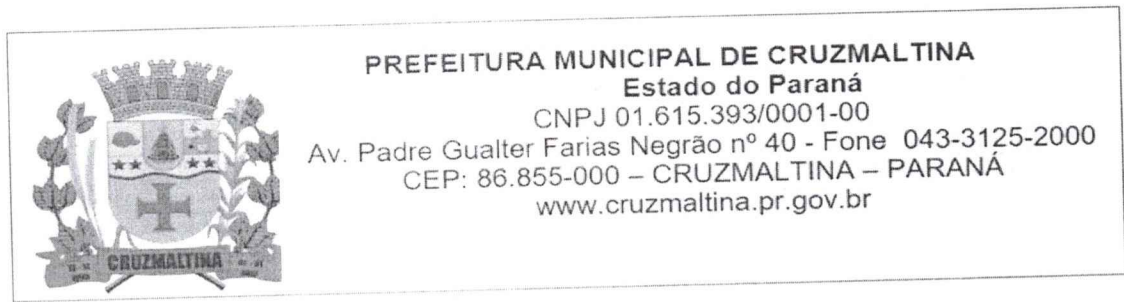 PREFEITURA MUNICIPAL DE CRUZMALTINA
Estado do Paraná
CNPJ 01.615.393/0001-00
Av. Padre Gualter Farias Negrão nº 40 - Fone 043-3125-2000
CEP: 86.855-000 – CRUZMALTINA – PARANÁ
www.cruzmaltina.pr.gov.br
CRUZMALTINA